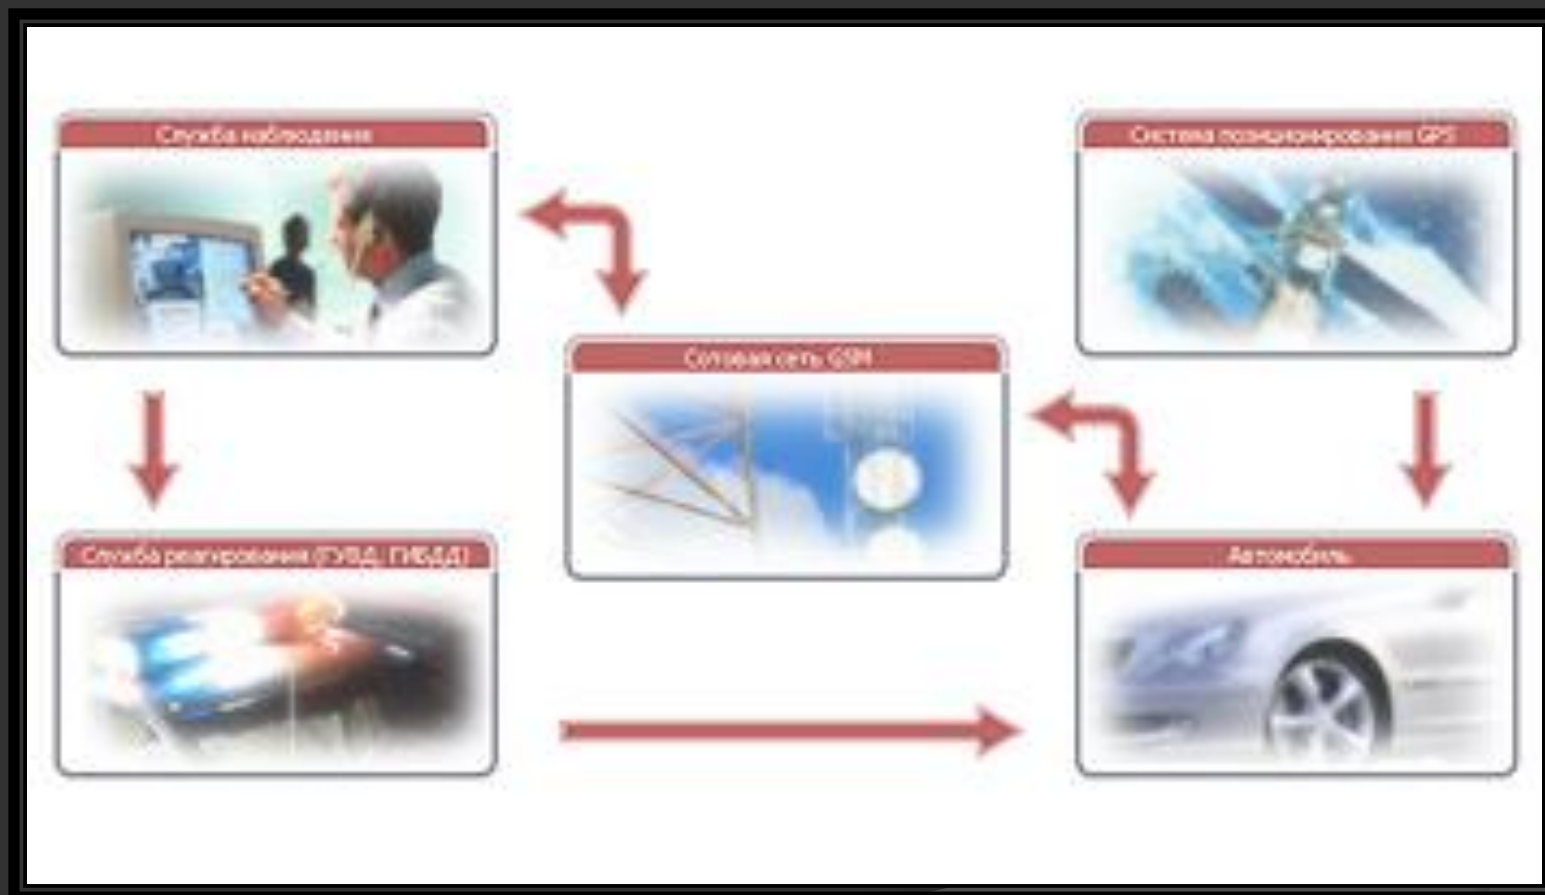 Служба наблюдения
Система позиционирования GPS
Сотовая сеть GSM
Служба реагирования (ГУВД, ГИБДД)
Автомобиль